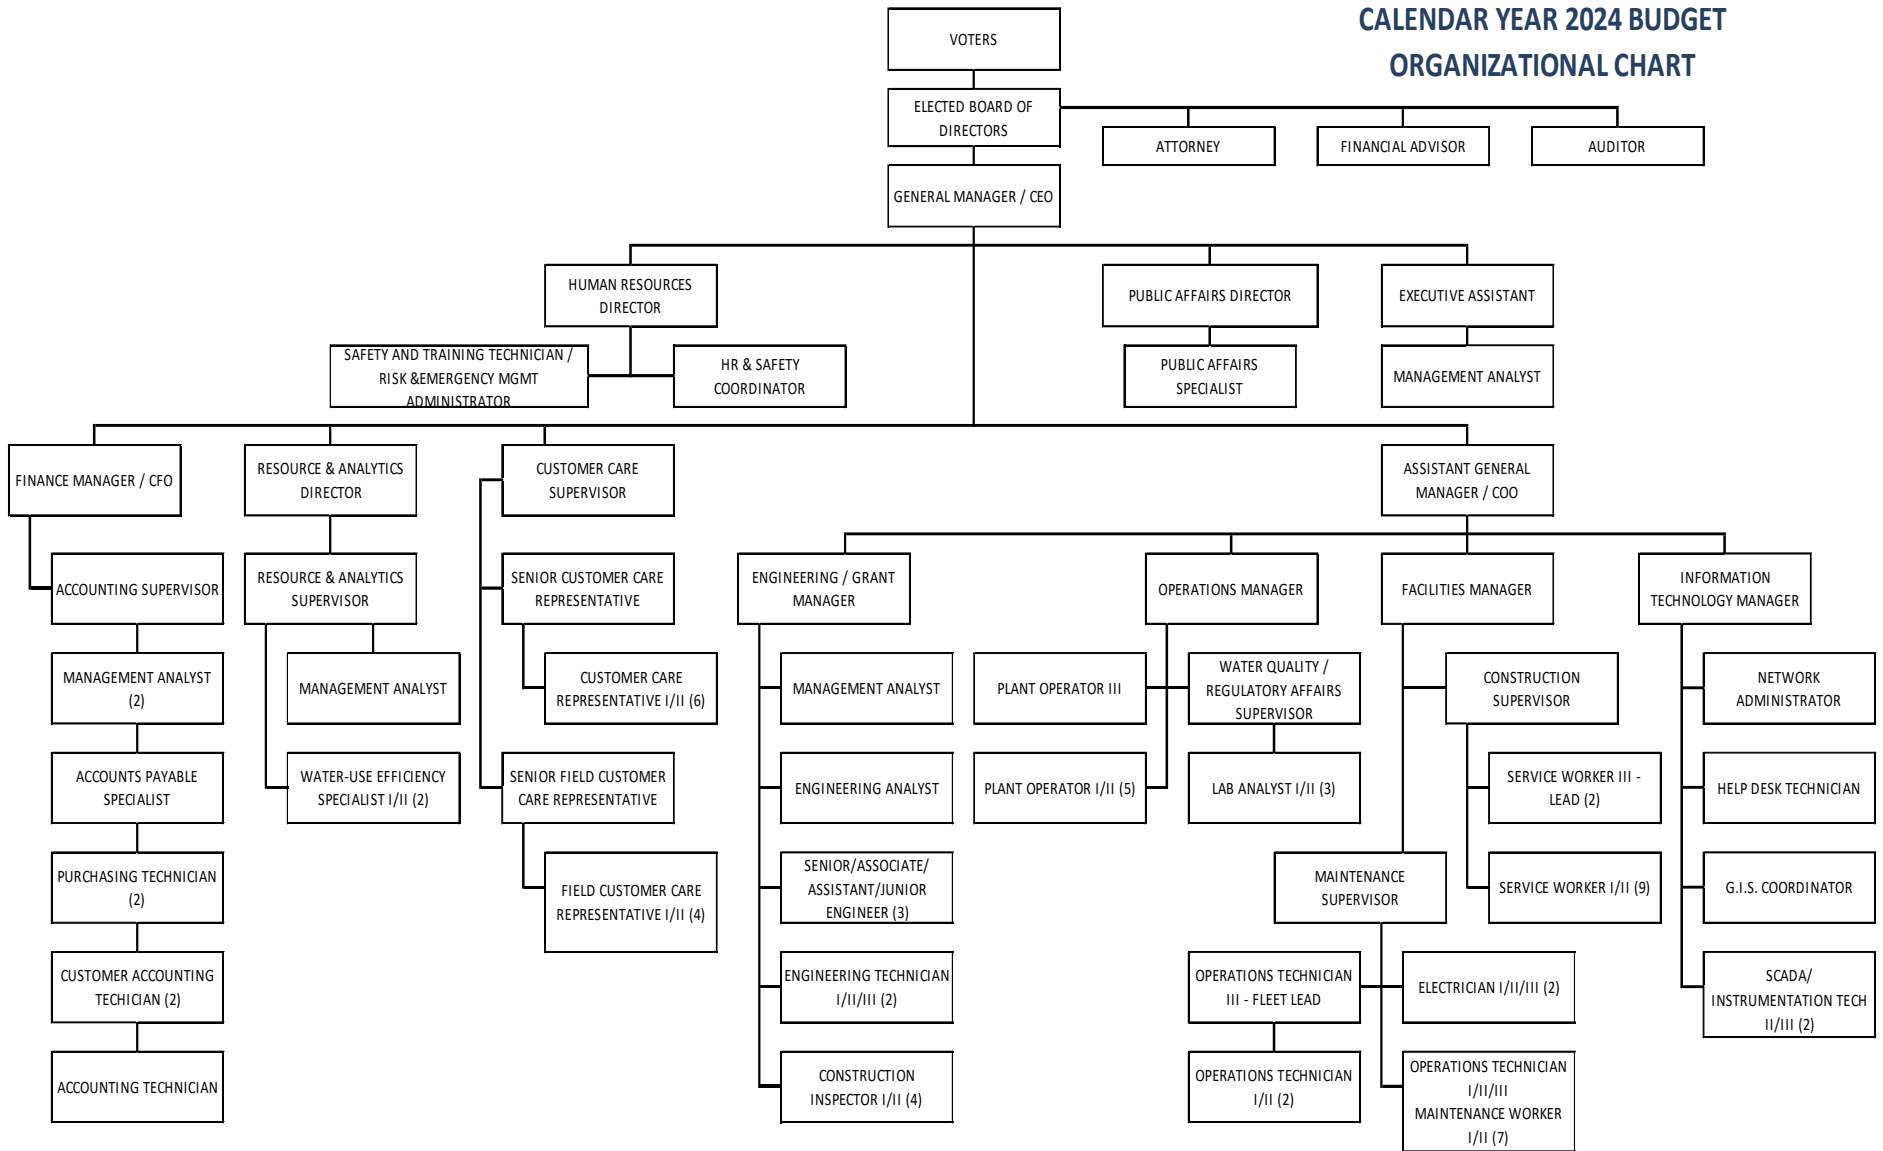 CALENDAR YEAR 2024 BUDGET
ORGANIZATIONAL CHART
VOTERS
ELECTED BOARD OF
DIRECTORS
ATTORNEY
FINANCIAL ADVISOR
AUDITOR
GENERAL MANAGER / CEO
HUMAN RESOURCES
DIRECTOR
PUBLIC AFFAIRS DIRECTOR
EXECUTIVE ASSISTANT
SAFETY AND TRAINING TECHNICIAN /
RISK &EMERGENCY MGMT
ADMINISTRATOR
HR & SAFETY
COORDINATOR
PUBLIC AFFAIRS
SPECIALIST
MANAGEMENT ANALYST
FINANCE MANAGER / CFO
RESOURCE & ANALYTICS
DIRECTOR
CUSTOMER CARE
SUPERVISOR
ASSISTANT GENERAL
MANAGER / COO
ACCOUNTING SUPERVISOR
RESOURCE & ANALYTICS
SUPERVISOR
SENIOR CUSTOMER CARE
REPRESENTATIVE
ENGINEERING / GRANT
MANAGER
OPERATIONS MANAGER
FACILITIES MANAGER
INFORMATION
TECHNOLOGY MANAGER
MANAGEMENT ANALYST
(2)
MANAGEMENT ANALYST
CUSTOMER CARE
REPRESENTATIVE I/II (6)
MANAGEMENT ANALYST
PLANT OPERATOR III
WATER QUALITY /
REGULATORY AFFAIRS
SUPERVISOR
CONSTRUCTION
SUPERVISOR
NETWORK
ADMINISTRATOR
ACCOUNTS PAYABLE
SPECIALIST
WATER-USE EFFICIENCY
SPECIALIST I/II (2)
SENIOR FIELD CUSTOMER
CARE REPRESENTATIVE
ENGINEERING ANALYST
PLANT OPERATOR I/II (5)
LAB ANALYST I/II (3)
SERVICE WORKER III -
LEAD (2)
HELP DESK TECHNICIAN
PURCHASING TECHNICIAN
(2)
FIELD CUSTOMER CARE
REPRESENTATIVE I/II (4)
SENIOR/ASSOCIATE/
ASSISTANT/JUNIOR
ENGINEER (3)
MAINTENANCE
SUPERVISOR
SERVICE WORKER I/II (9)
G.I.S. COORDINATOR
CUSTOMER ACCOUNTING
TECHICIAN (2)
ENGINEERING TECHNICIAN
I/II/III (2)
OPERATIONS TECHNICIAN
III - FLEET LEAD
ELECTRICIAN I/II/III (2)
SCADA/
INSTRUMENTATION TECH
II/III (2)
ACCOUNTING TECHNICIAN
CONSTRUCTION
INSPECTOR I/II (4)
OPERATIONS TECHNICIAN
I/II (2)
OPERATIONS TECHNICIAN
I/II/III
MAINTENANCE WORKER
I/II (7)